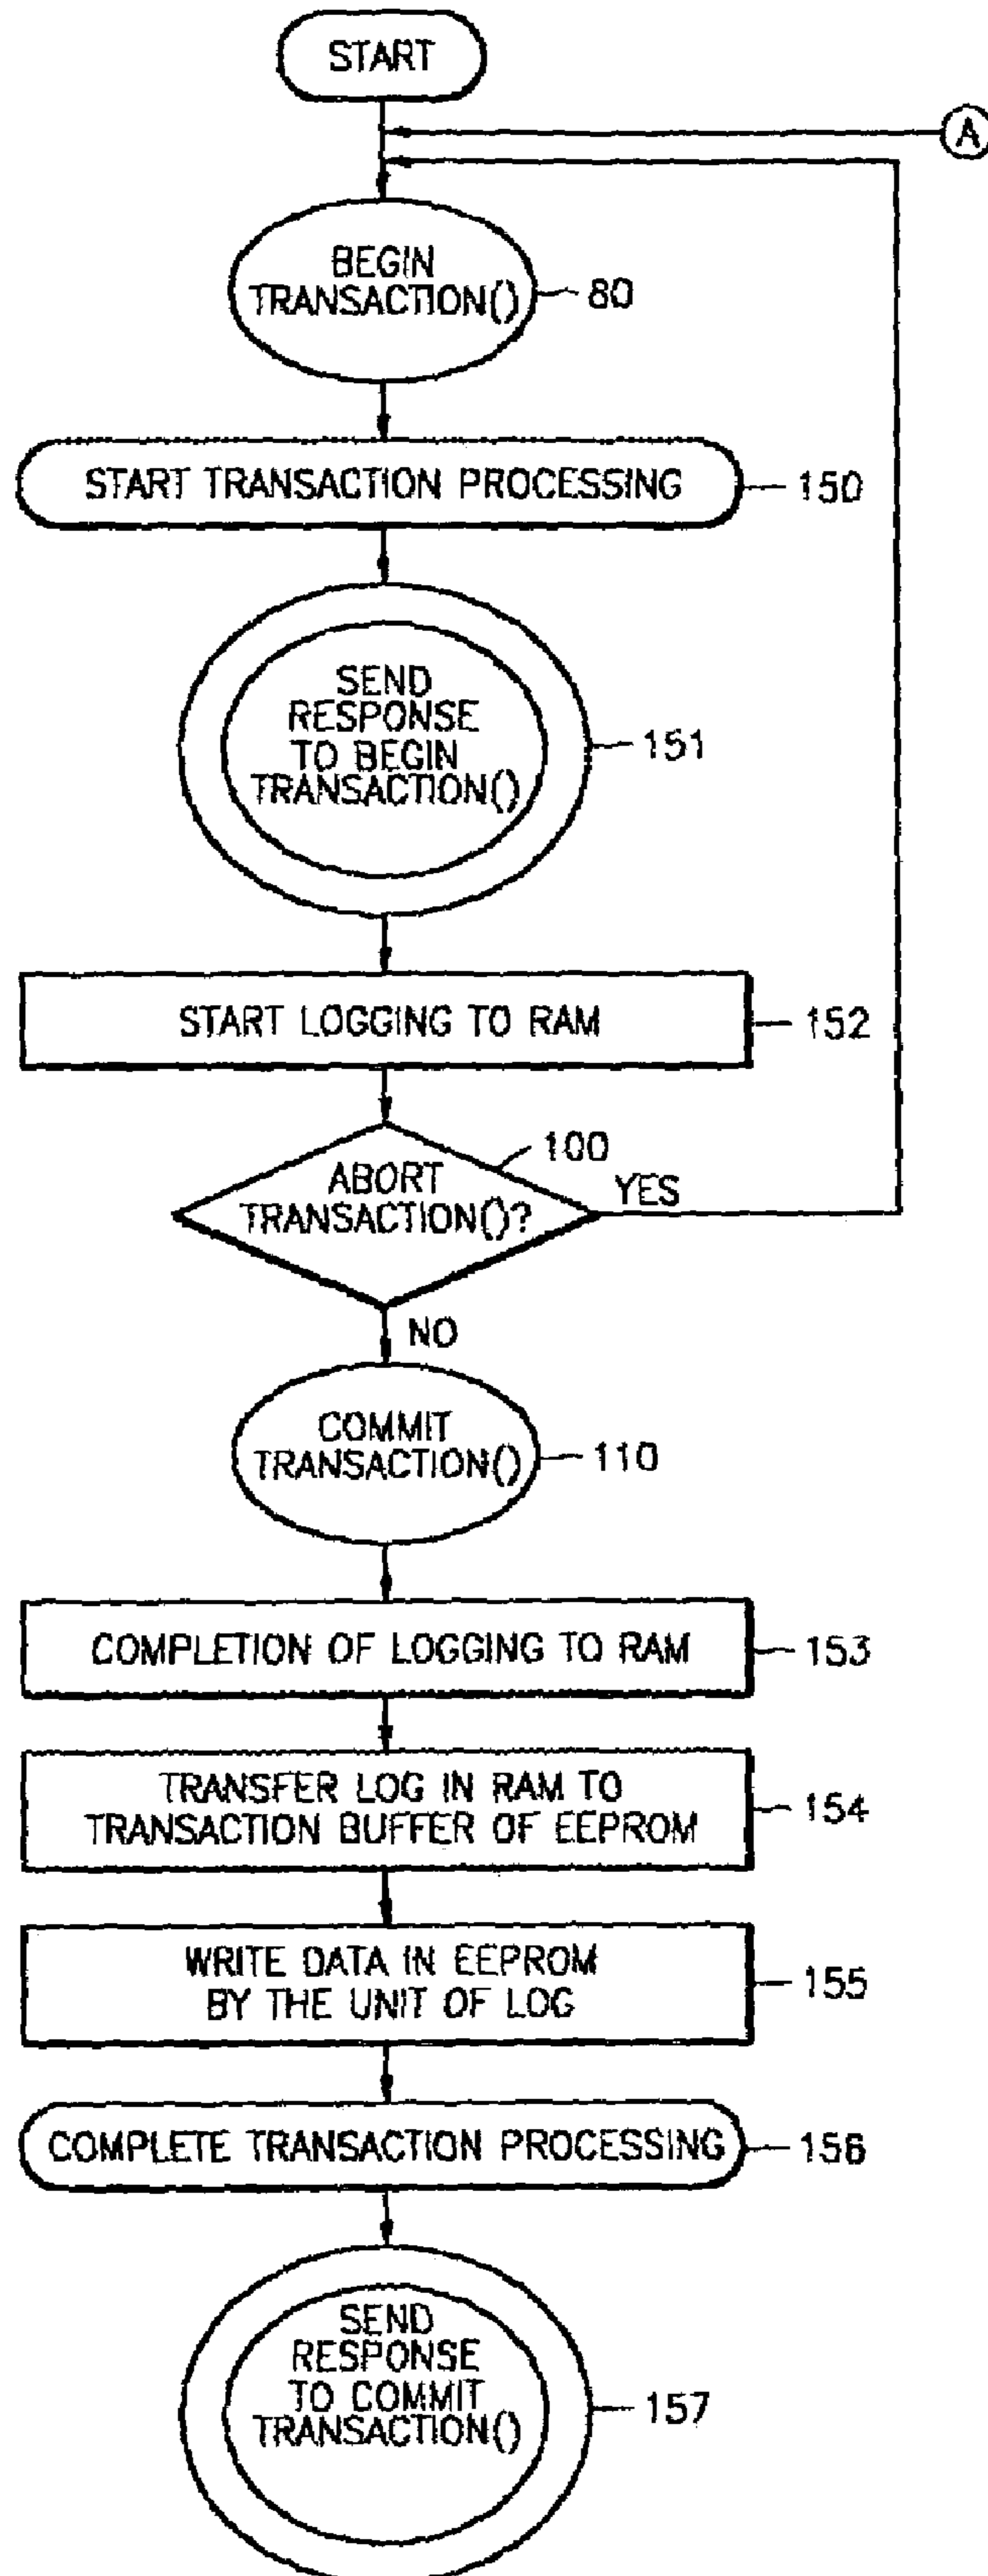 START
A
BEGIN
TRANSACTION()
80
START TRANSACTION PROCESSING
150
SEND
RESPONSE
TO BEGIN
TRANSACTION()
151
START LOGGING TO RAM
152
100
ABORT
TRANSACTION()?
YES
NO
COMMIT
TRANSACTION()
110
COMPLETION OF LOGGING TO RAM
153
TRANSFER LOG IN RAM TO
TRANSACTION BUFFER OF EEPROM
154
WRITE DATA IN EEPROM
BY THE UNIT OF LOG
155
COMPLETE TRANSACTION PROCESSING
156
SEND
RESPONSE
TO COMMIT
TRANSACTION()
157